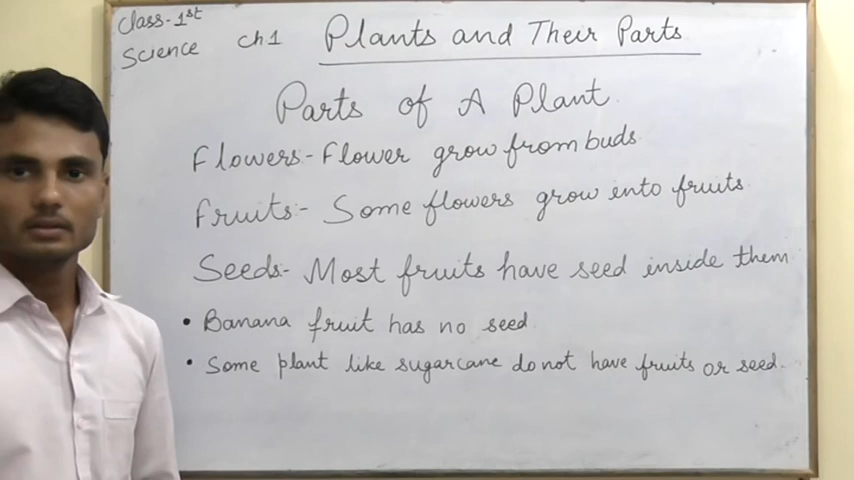 Class-1st
Science ch1 Plants and Their Parts
Parts of A Plant.
Flowers- Flower grow from buds.
Fruits:- Some flowers grow into fruits.
Seeds- Most fruits have seed inside them
• Banana fruit has no seed.
• Some plant like sugarcane do not have fruits or seed.